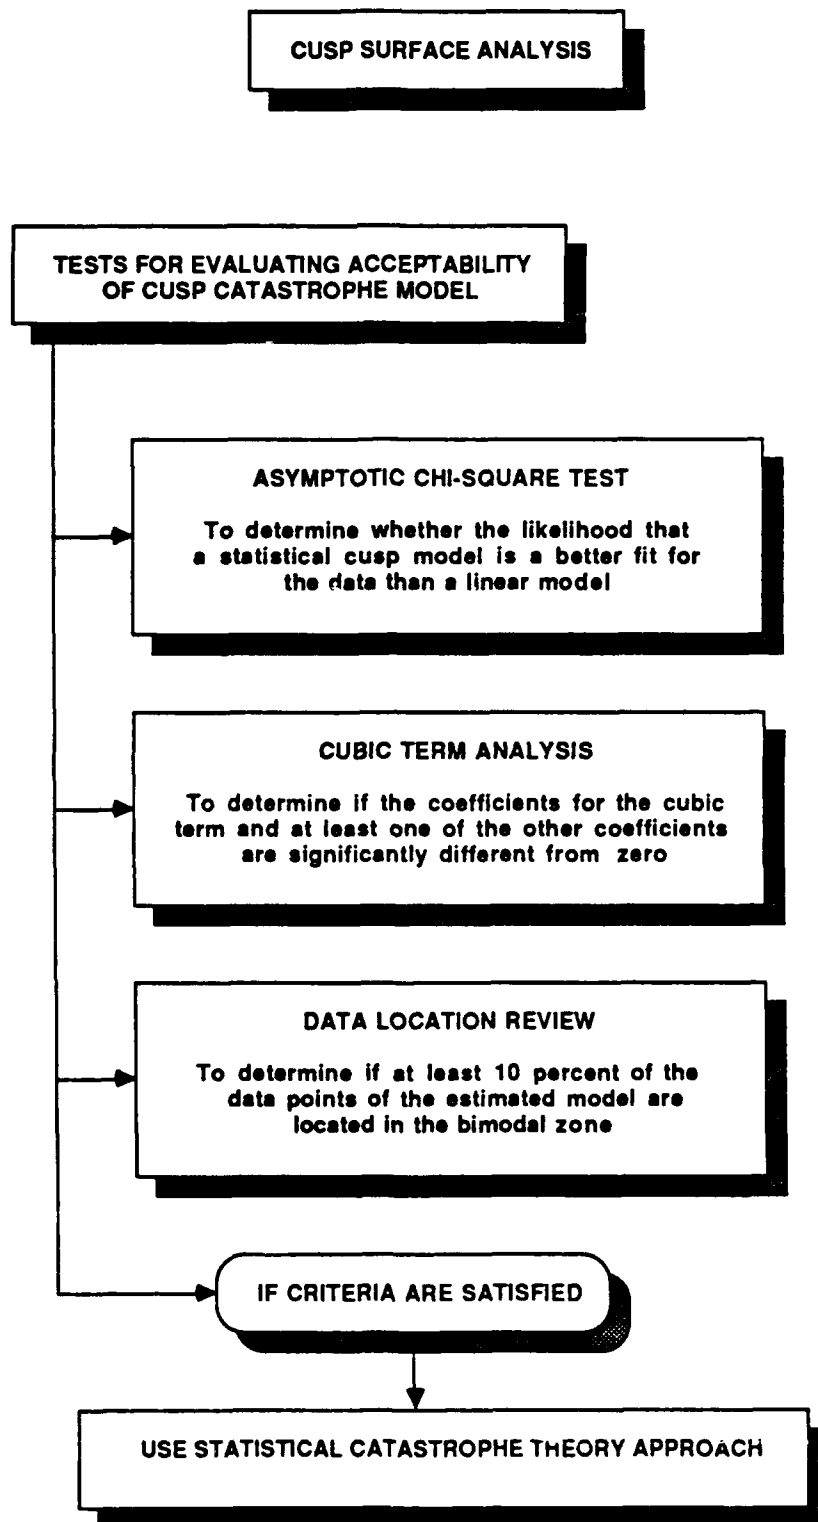 CUSP SURFACE ANALYSIS
TESTS FOR EVALUATING ACCEPTABILITY
OF CUSP CATASTROPHE MODEL
ASYMPTOTIC CHI-SQUARE TEST
To determine whether the likelihood that
a statistical cusp model is a better fit for
the data than a linear model
CUBIC TERM ANALYSIS
To determine if the coefficients for the cubic
term and at least one of the other coefficients
are significantly different from zero
DATA LOCATION REVIEW
To determine if at least 10 percent of the
data points of the estimated model are
located in the bimodal zone
IF CRITERIA ARE SATISFIED
USE STATISTICAL CATASTROPHE THEORY APPROACH